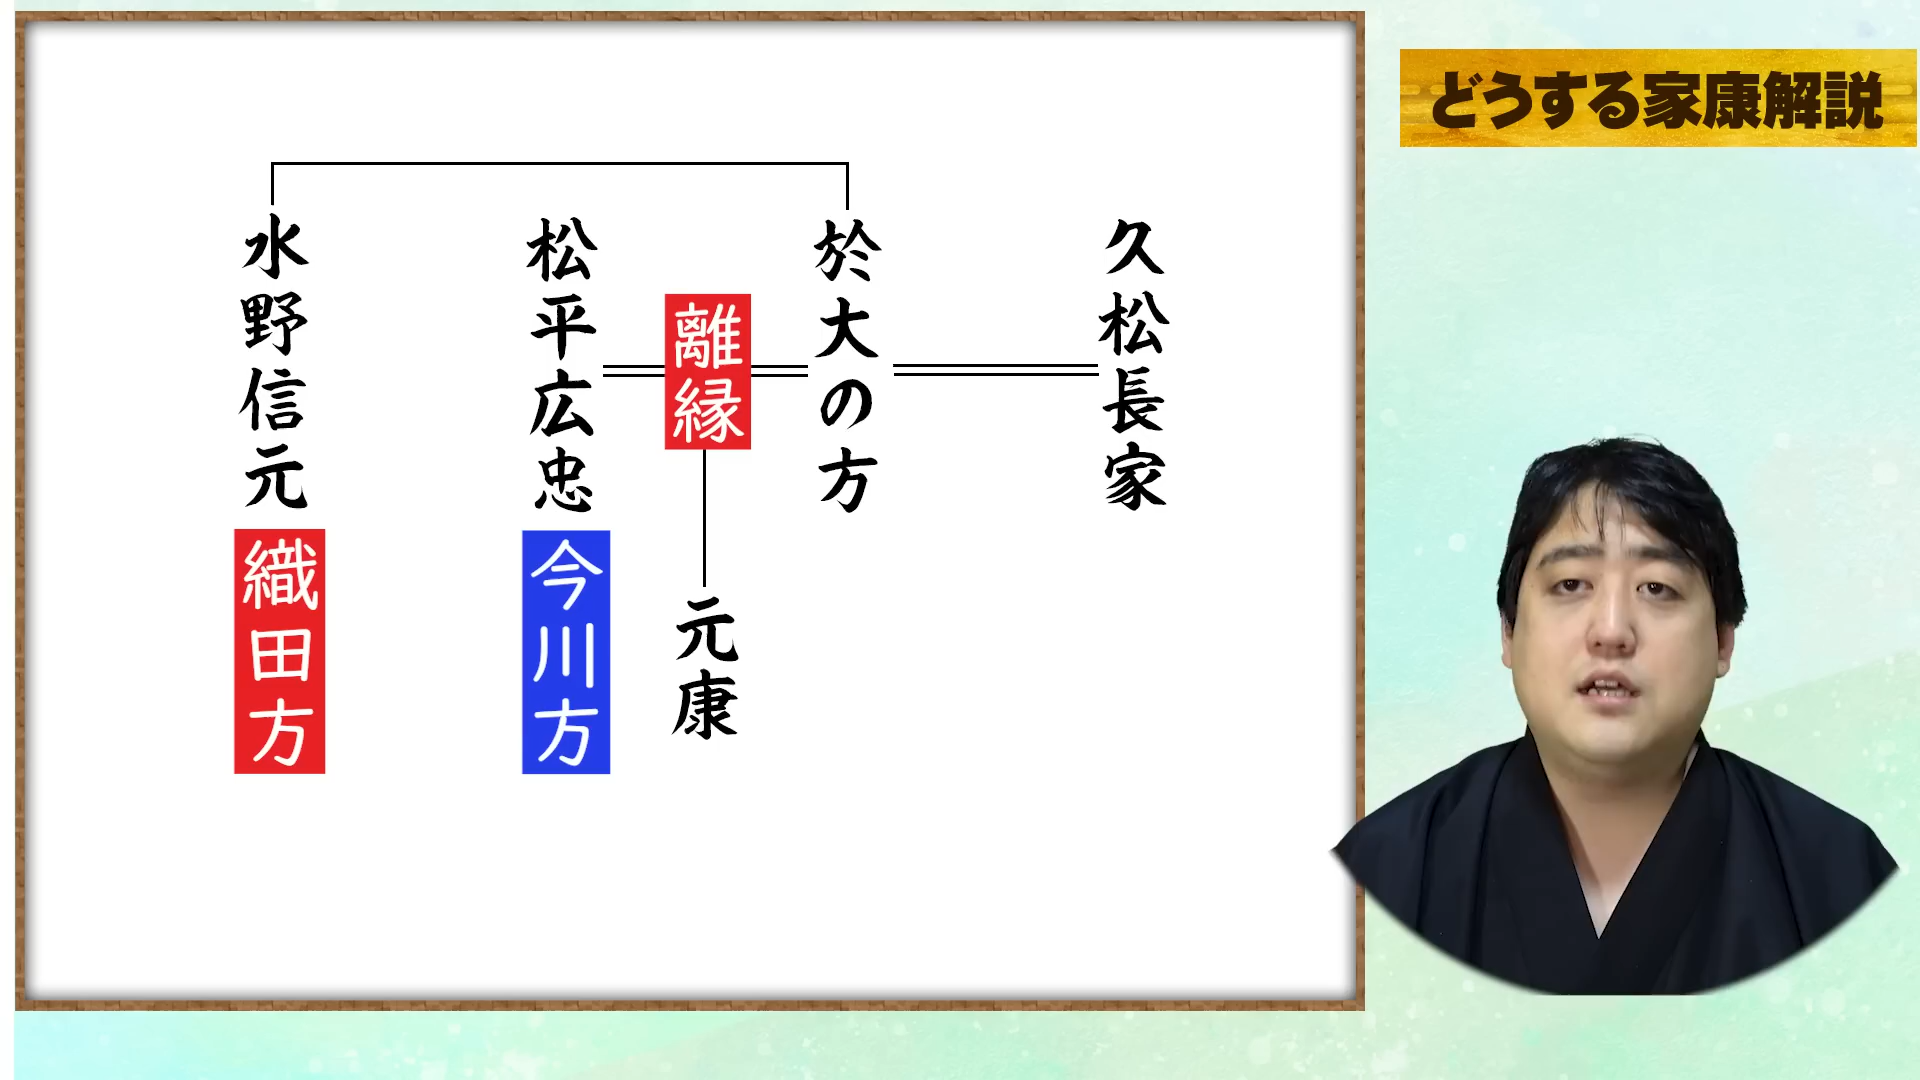 どうする家康解説
水野信元
織田方
松平広忠
今川方
離縁
元康
於大の方
久松長家